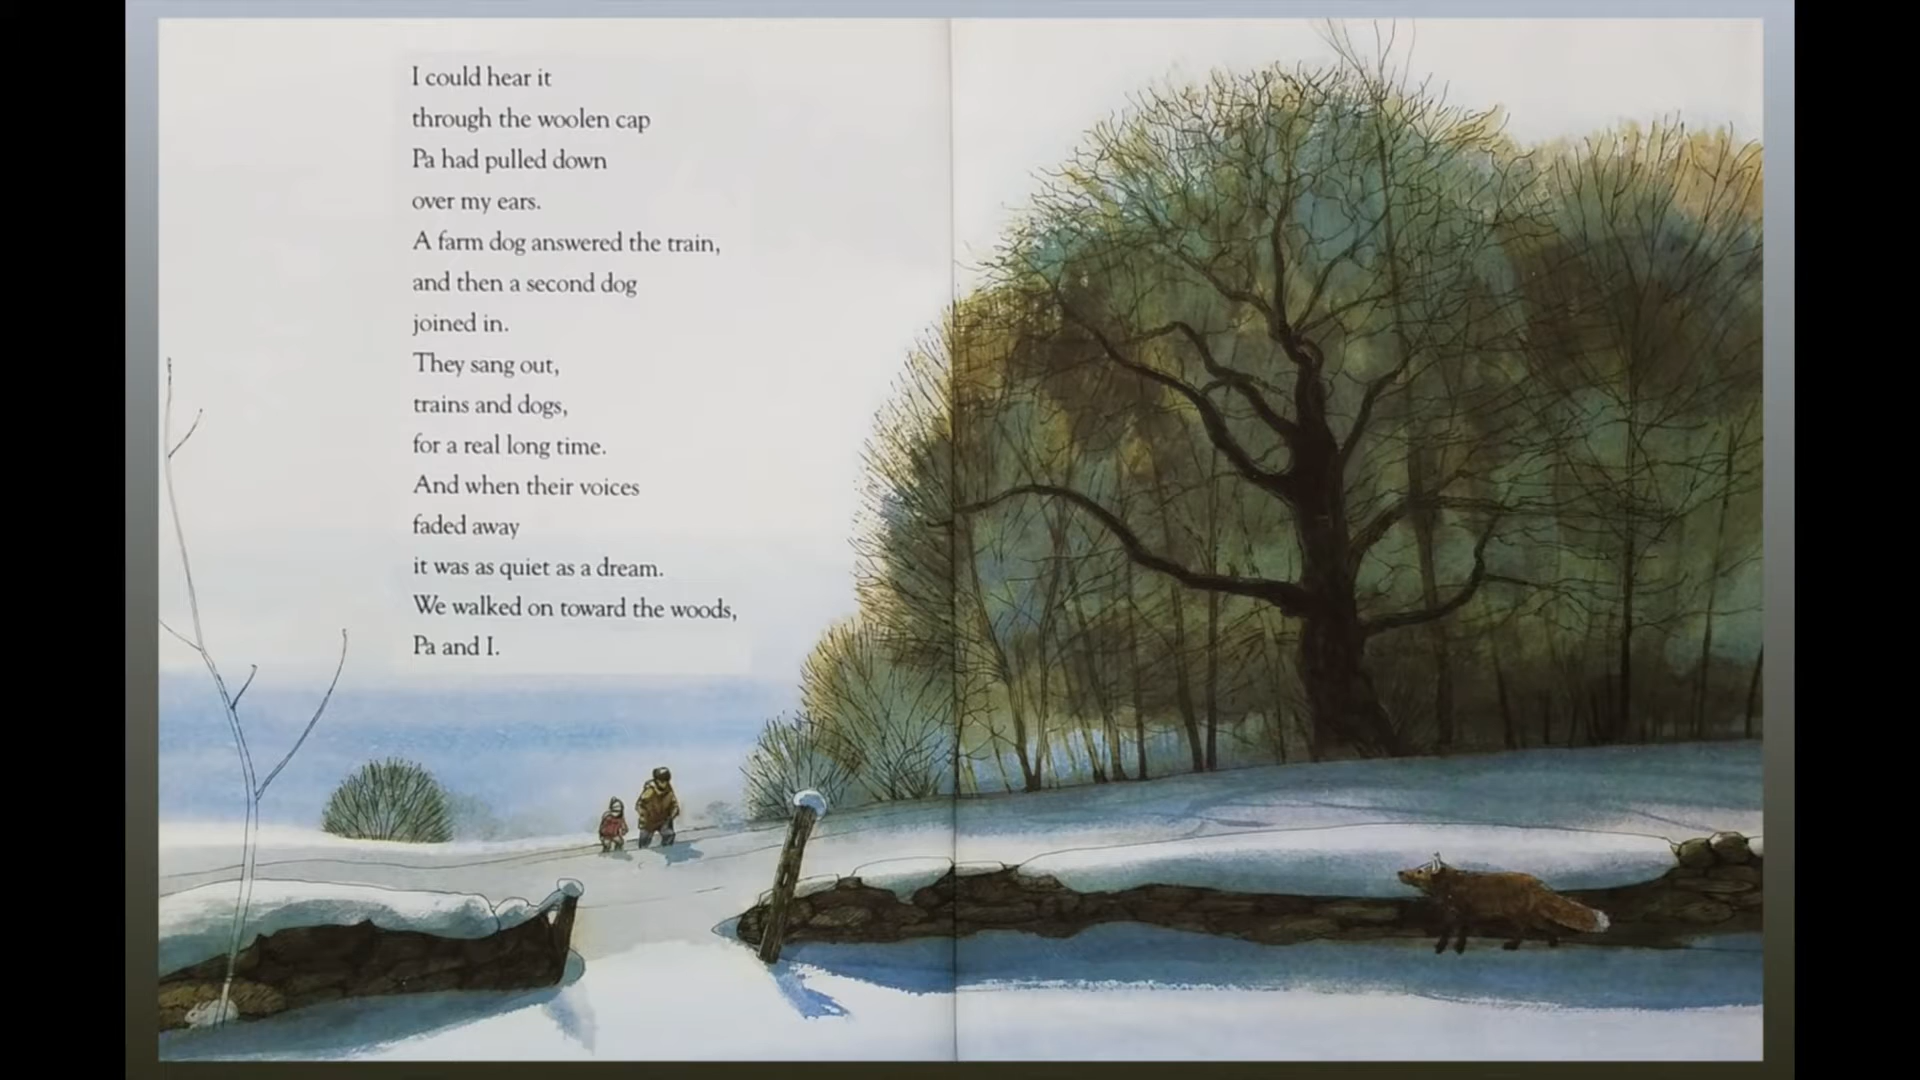 I could hear it
through the woolen cap
Pa had pulled down
over my ears.
A farm dog answered the train,
and then a second dog
joined in.
They sang out,
trains and dogs,
for a real long time.
And when their voices
faded away
it was as quiet as a dream.
We walked on toward the woods,
Pa and I.